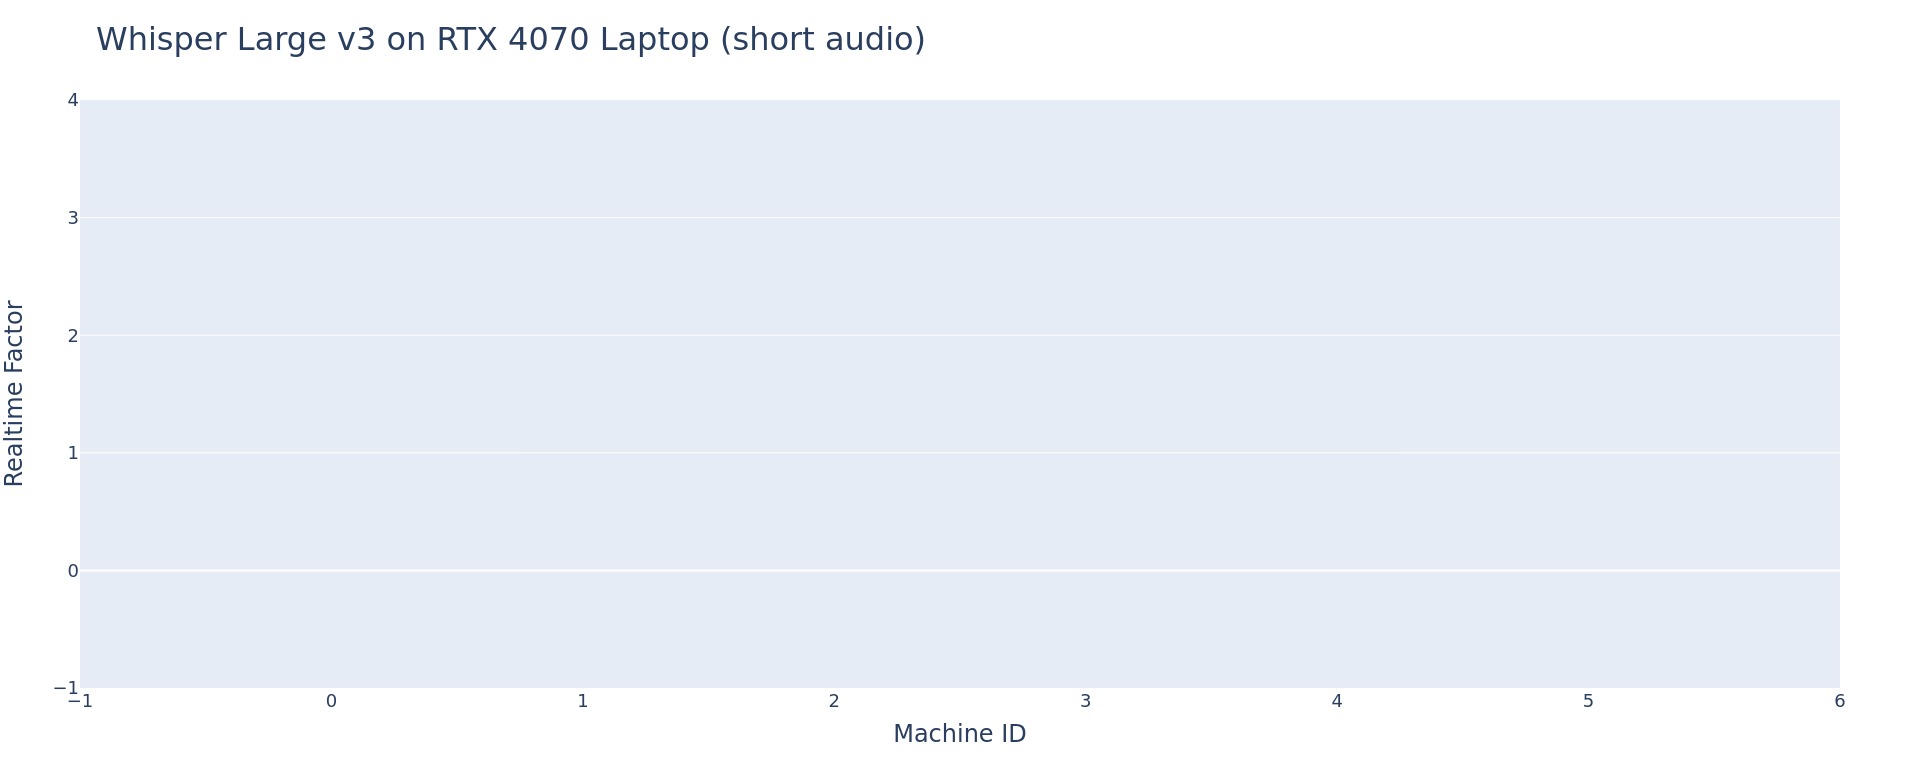 Whisper Large v3 on RTX 4070 Laptop (short audio)
4
3
2
1
0
−1
Realtime Factor
−1 0 1 2 3 4 5 6
Machine ID